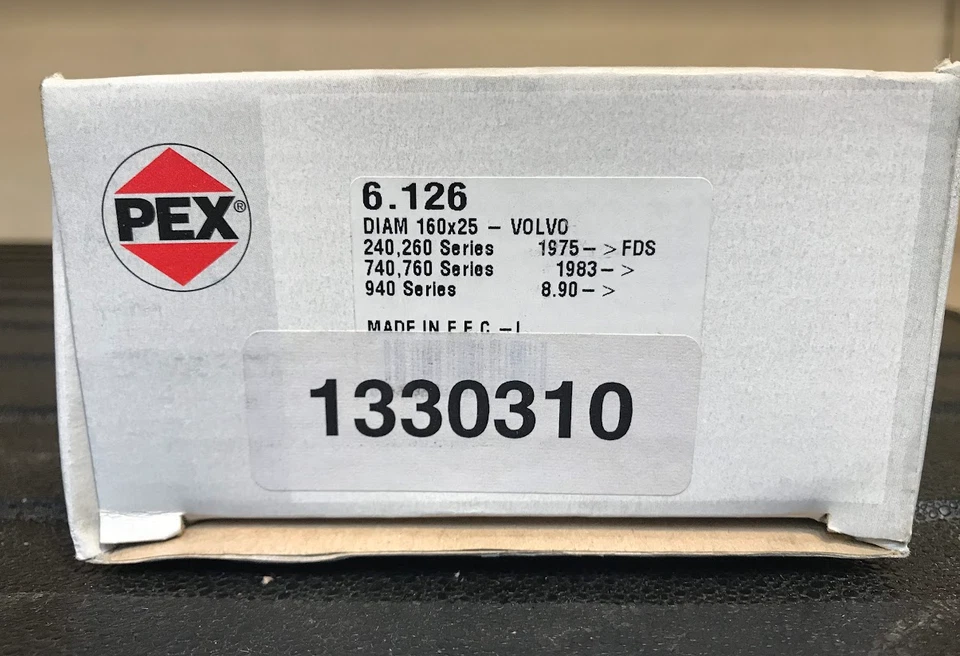 PEX®
6.126
DIAM 160x25 – VOLVO
240,260 Series 1975– > FDS
740,760 Series 1983– >
940 Series 8.90– >
MADE IN E.E.C. –I
1330310